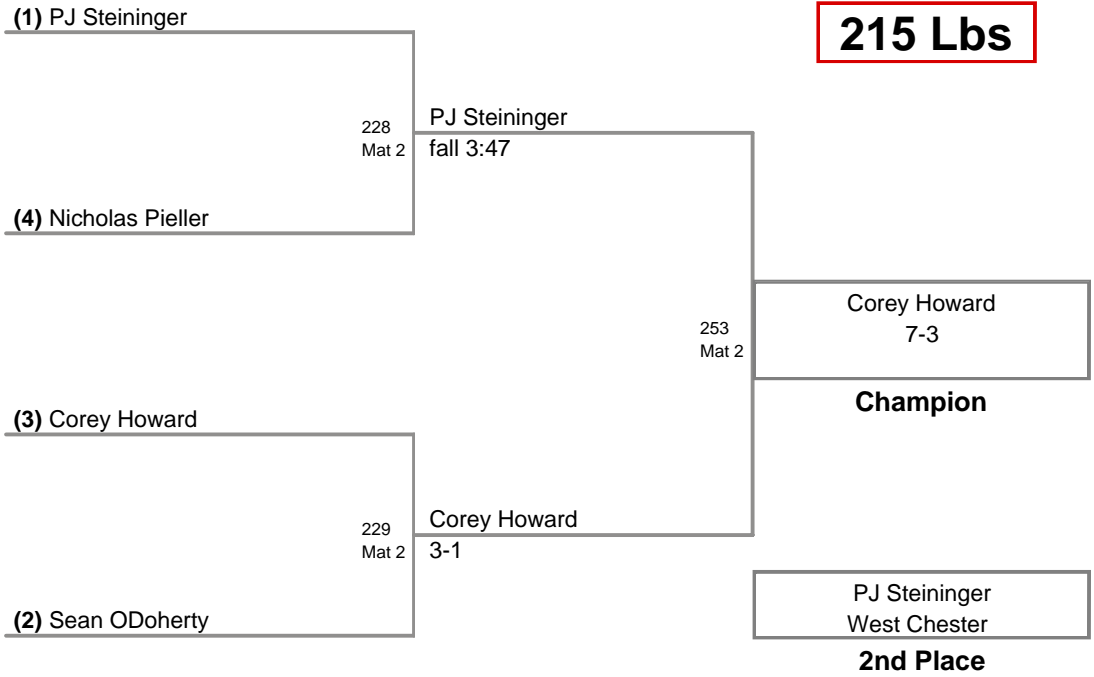 (1) PJ Steininger
215 Lbs
228
Mat 2
PJ Steininger
fall 3:47
(4) Nicholas Pieller
253
Mat 2
Corey Howard
7-3
Champion
(3) Corey Howard
229
Mat 2
Corey Howard
3-1
(2) Sean ODoherty
PJ Steininger
West Chester
2nd Place